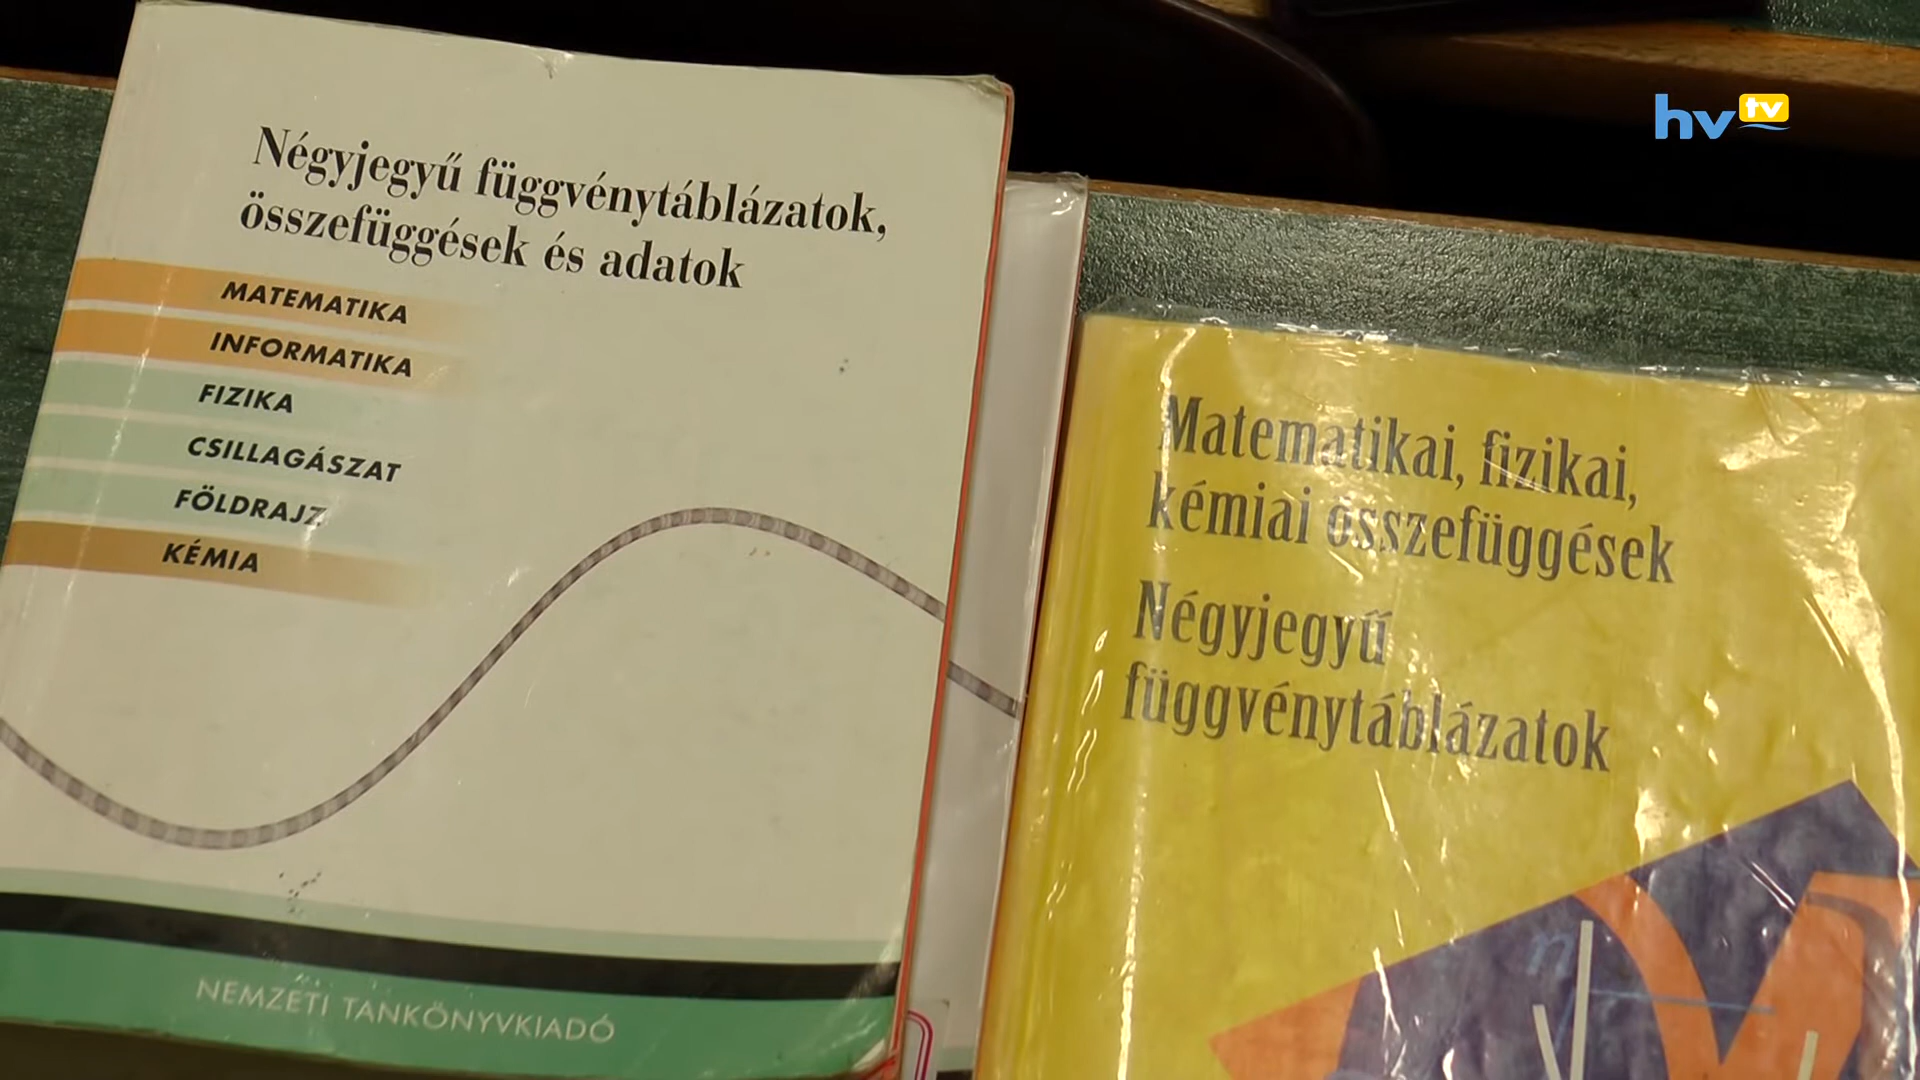 Négyjegyű függvénytáblázatok,
összefüggések és adatok
MATEMATIKA
INFORMATIKA
FIZIKA
CSILLAGÁSZAT
FÖLDRAJZ
KÉMIA
NEMZETI TANKÖNYVKIADÓ
Matematikai, fizikai,
kémiai összefüggések
Négyjegyű
függvénytáblázatok
n
hv tv